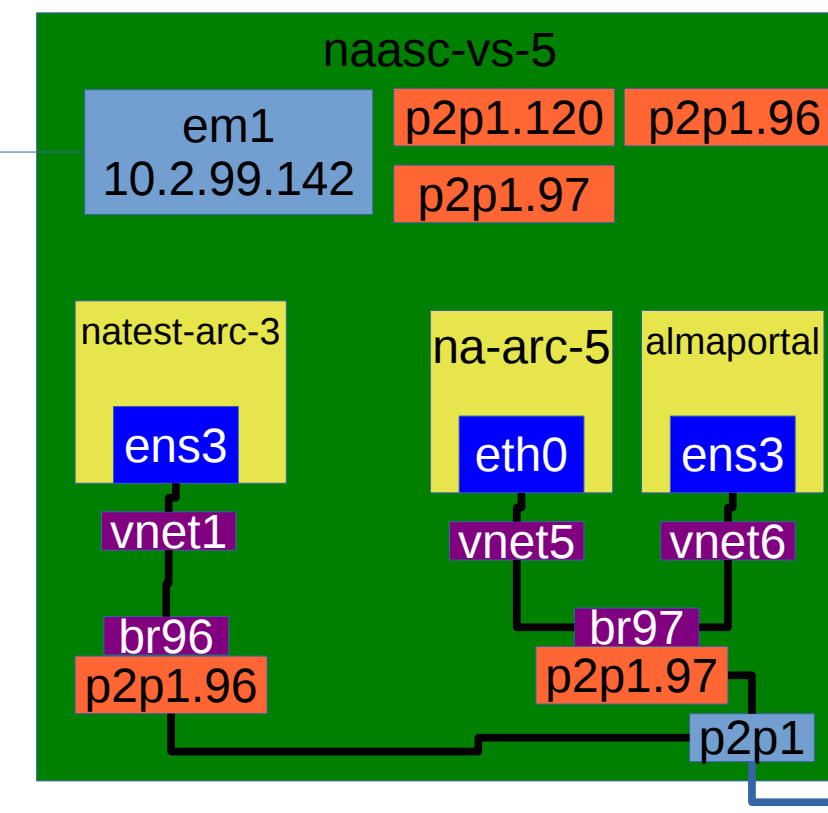 naasc-vs-5
em1
10.2.99.142
p2p1.120
p2p1.96
p2p1.97
natest-arc-3
na-arc-5
almaportal
ens3
eth0
ens3
vnet1
vnet5
vnet6
br96
br97
p2p1.96
p2p1.97
p2p1